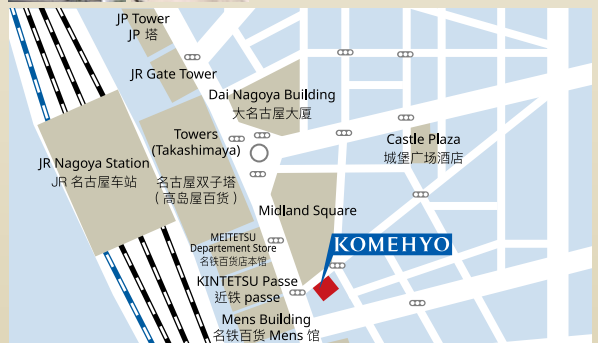 JP Tower
JP 塔
JR Gate Tower
Dai Nagoya Building
大名古屋大厦
Towers
(Takashimaya)
名古屋双子塔
（高岛屋百货）
Castle Plaza
城堡广场酒店
JR Nagoya Station
JR 名古屋车站
Midland Square
MEITETSU
Departement Store
名铁百货店本馆
KOMEHYO
KINTETSU Passe
近铁 passe
Mens Building
名铁百货 Mens 馆